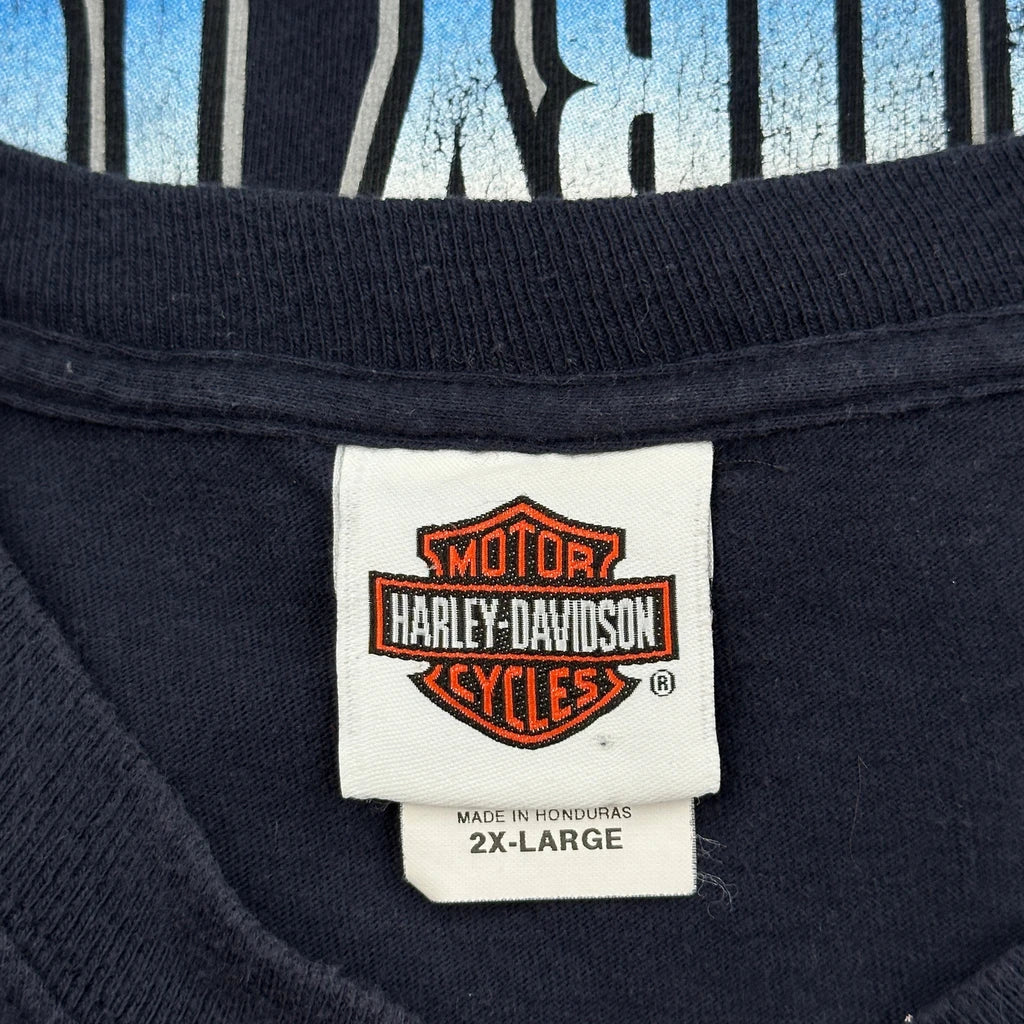 MOTOR
HARLEY-DAVIDSON
CYCLES
®
MADE IN HONDURAS
2X-LARGE